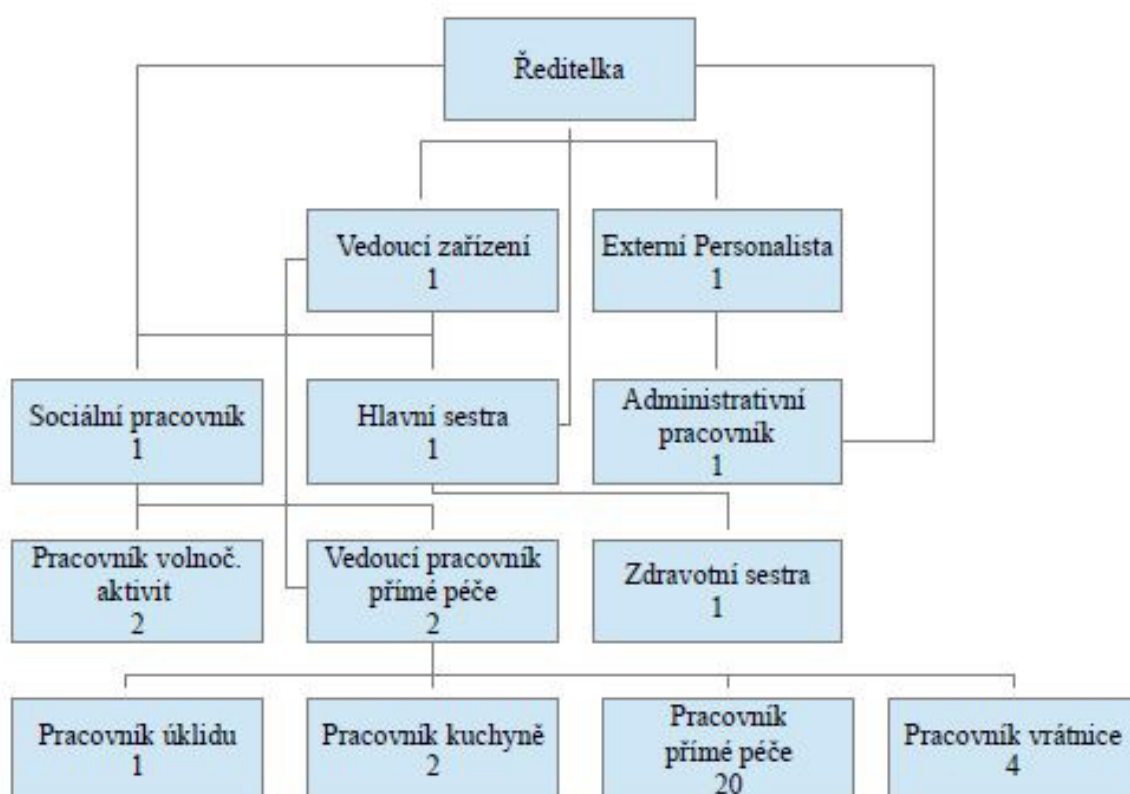 Ředitelka
Vedoucí zařízení
1
Externí Personalista
1
Sociální pracovník
1
Hlavní sestra
1
Administrativní
pracovník
1
Pracovník volnoč.
aktivit
2
Vedoucí pracovník
přímé péče
2
Zdravotní sestra
1
Pracovník úklidu
1
Pracovník kuchyně
2
Pracovník
přímé péče
20
Pracovník vrátnice
4